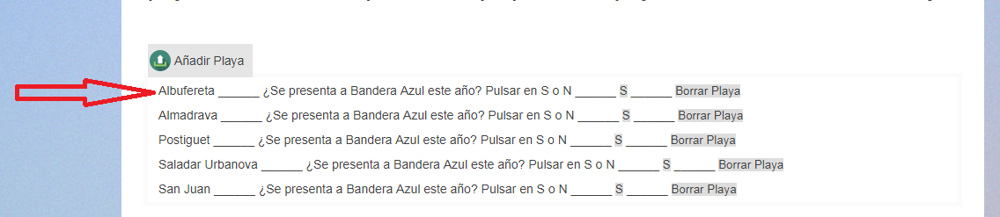 Añadir Playa
Albufereta ______ ¿Se presenta a Bandera Azul este año? Pulsar en S o N ______ S ______ Borrar Playa
Almadrava ______ ¿Se presenta a Bandera Azul este año? Pulsar en S o N ______ S ______ Borrar Playa
Postiguet ______ ¿Se presenta a Bandera Azul este año? Pulsar en S o N ______ S ______ Borrar Playa
Saladar Urbanova ______ ¿Se presenta a Bandera Azul este año? Pulsar en S o N ______ S ______ Borrar Playa
San Juan ______ ¿Se presenta a Bandera Azul este año? Pulsar en S o N ______ S ______ Borrar Playa